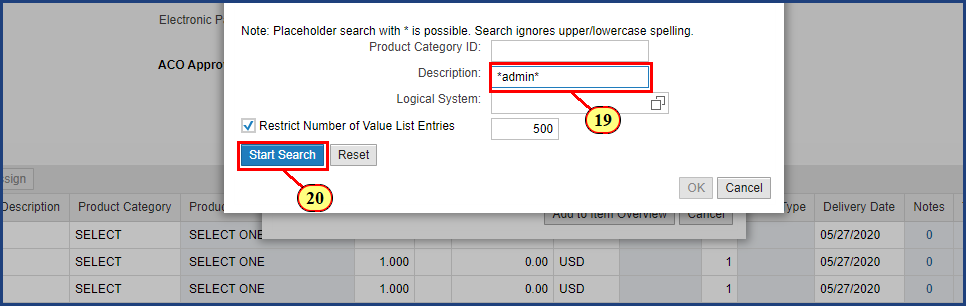 Electronic Pa
Note: Placeholder search with * is possible. Search ignores upper/lowercase spelling.
Product Category ID:
ACO Approv
Description: *admin*
Logical System:
19
Restrict Number of Value List Entries 500
Start Search Reset
ssign
20
OK Cancel
Description Product Category Produc Add to Item Overview Cancel Type Delivery Date Notes
SELECT SELECT ONE 05/27/2020 0
SELECT SELECT ONE 1.000 0.00 USD 1 05/27/2020 0
SELECT SELECT ONE 1.000 0.00 USD 1 05/27/2020 0